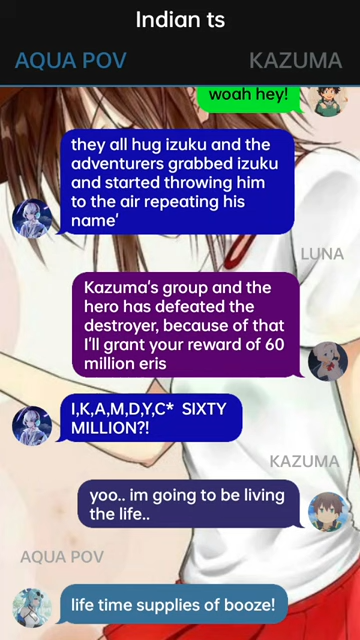 Indian ts
AQUA POV
KAZUMA
woah hey!
they all hug izuku and the
adventurers grabbed izuku
and started throwing him
to the air repeating his
name'
LUNA
Kazuma's group and the
hero has defeated the
destroyer, because of that
I'll grant your reward of 60
million eris
I,K,A,M,D,Y,C* SIXTY
MILLION?!
KAZUMA
yoo.. im going to be living
the life..
AQUA POV
life time supplies of booze!